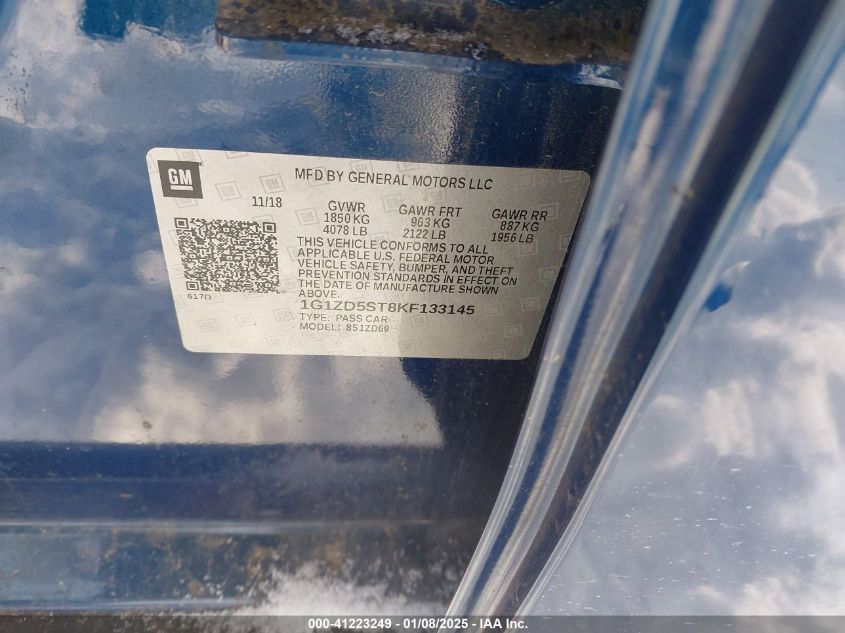 GM
MFD BY GENERAL MOTORS LLC
11/18
GVWR GAWR FRT GAWR RR
1850 KG 963 KG 887 KG
4078 LB 2122 LB 1956 LB
THIS VEHICLE CONFORMS TO ALL
APPLICABLE U.S. FEDERAL MOTOR
VEHICLE SAFETY, BUMPER, AND THEFT
PREVENTION STANDARDS IN EFFECT ON
THE DATE OF MANUFACTURE SHOWN
ABOVE.
617D
1G1ZD5ST8KF133145
TYPE: PASS CAR
MODEL: 851ZD69
000-41223249 - 01/08/2025 - IAA Inc.